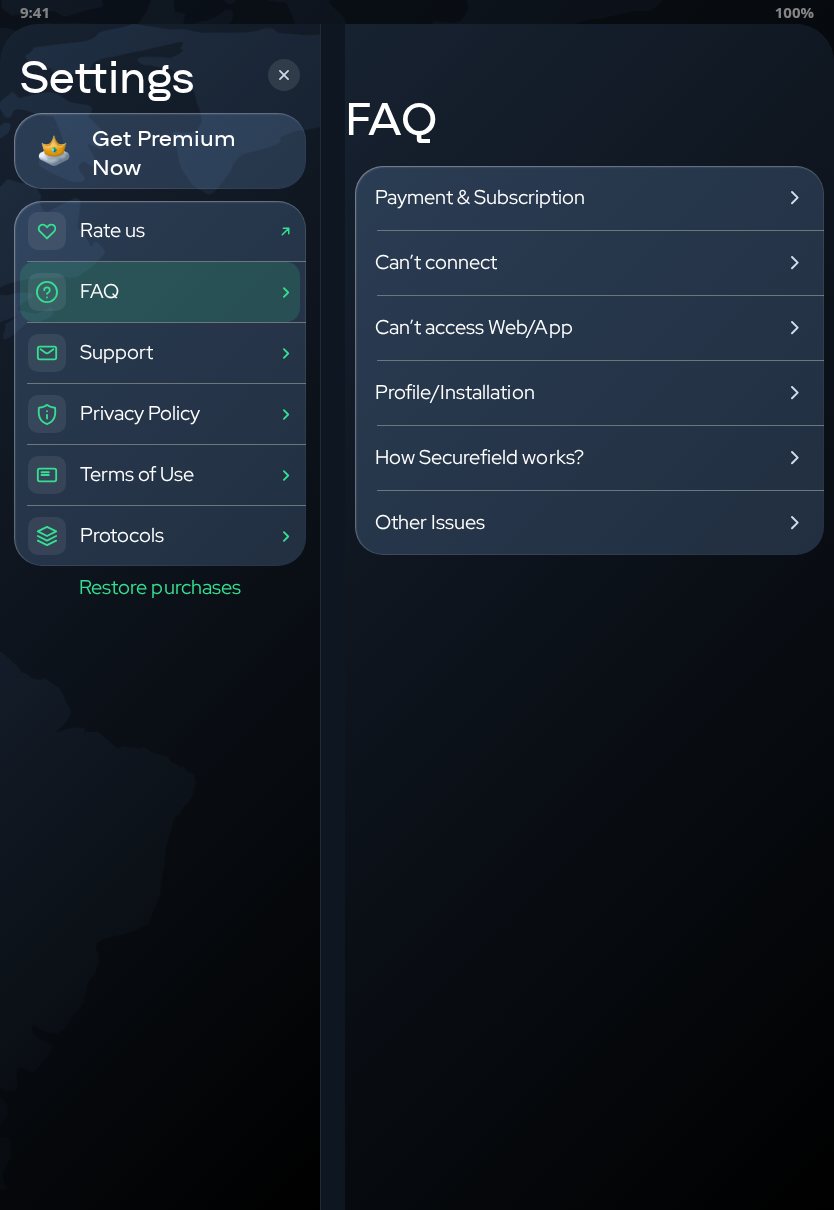 9:41
100%
Settings
Get Premium
Now
Rate us
FAQ
Support
Privacy Policy
Terms of Use
Protocols
Restore purchases
FAQ
Payment & Subscription
Can’t connect
Can’t access Web/App
Profile/Installation
How Securefield works?
Other Issues